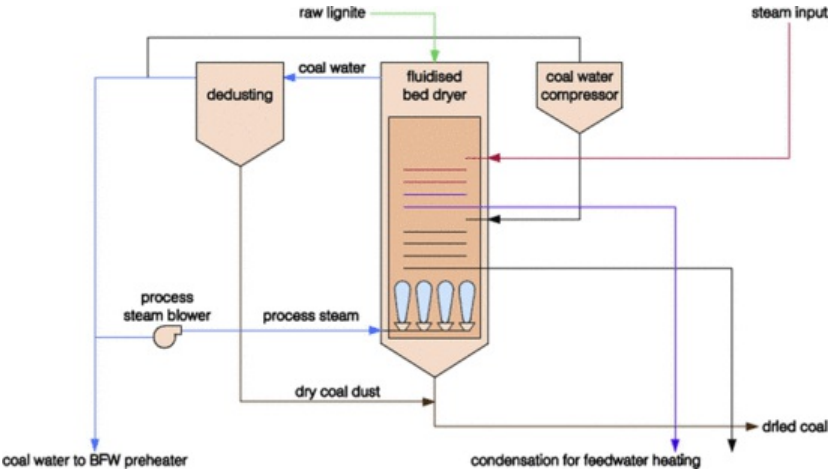 raw lignite
steam input
coal water
dedusting
fluidised
bed dryer
coal water
compressor
process
steam blower
process steam
dry coal dust
dried coal
coal water to BFW preheater
condensation for feedwater heating